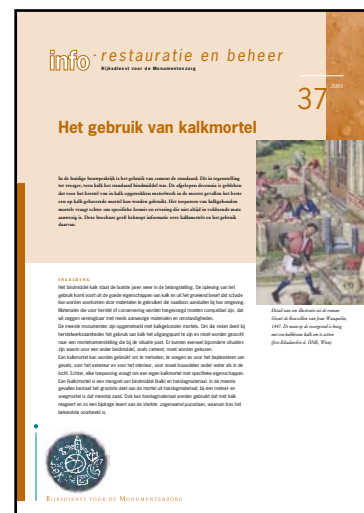 info restauratie en beheer
Rijksdienst voor de Monumentenzorg
37 2003
Het gebruik van kalkmortel
In de huidige bouwpraktijk is het gebruik van cement de standaard. Dit in tegenstelling
tot vroeger, toen kalk het standaard bindmiddel was. De afgelopen decennia is gebleken
dat voor het herstel van in kalk opgetrokken metselwerk in de meeste gevallen het beste
een op kalk gebaseerde mortel kan worden gebruikt. Het toepassen van kalkgebonden
mortels vraagt echter om specifieke kennis en ervaring die niet altijd in voldoende mate
aanwezig is. Deze brochure geeft beknopt informatie over kalkmortels en het gebruik
daarvan.
INLEIDING
Het bindmiddel kalk staat de laatste jaren weer in de belangstelling. De opleving van het
gebruik komt voort uit de goede eigenschappen van kalk en uit het groeiend besef dat schade
kan worden voorkomen door materialen te gebruiken die naadloos aansluiten bij hun omgeving.
Materialen die voor herstel of conservering worden toegevoegd moeten compatibel zijn, dat
wil zeggen verenigbaar met reeds aanwezige materialen en omstandigheden.
De meeste monumenten zijn opgemetseld met kalkgebonden mortels. Om die reden dient bij
herstelwerkzaamheden het gebruik van kalk het uitgangspunt te zijn en moet worden gezocht
naar een mortelsamenstelling die bij de situatie past. Er kunnen evenwel bijzondere situaties
zijn waarin voor een ander bindmiddel, zoals cement, moet worden gekozen.
Een kalkmortel kan worden gebruikt om te metselen, te voegen en voor het bepleisteren van
gevels, voor het exterieur en voor het interieur, voor zowel bouwdelen onder water als in de
lucht. Echter, elke toepassing vraagt om een eigen kalkmortel met specifieke eigenschappen.
Een (kalk)mortel is een mengsel van bindmiddel (kalk) en toeslagmateriaal. In de meeste
gevallen bestaat het grootste deel van de mortel uit toeslagmateriaal; bij een metsel- en
voegmortel is dat meestal zand. Ook kan toeslagmateriaal worden gebruikt dat met kalk
reageert en zo een bijdrage levert aan de sterkte: zogenaamd puzzolaan, waarvan tras het
bekendste voorbeeld is.
Detail van een illustratie uit de roman
Girart de Roussillon van Jean Wauquelin,
1447. De man op de voorgrond is bezig
met een kalkhouw kalk om te zetten
(foto Bildarchiv d. ÖNB, Wien)
RIJKSDIENST VOOR DE MONUMENTENZORG